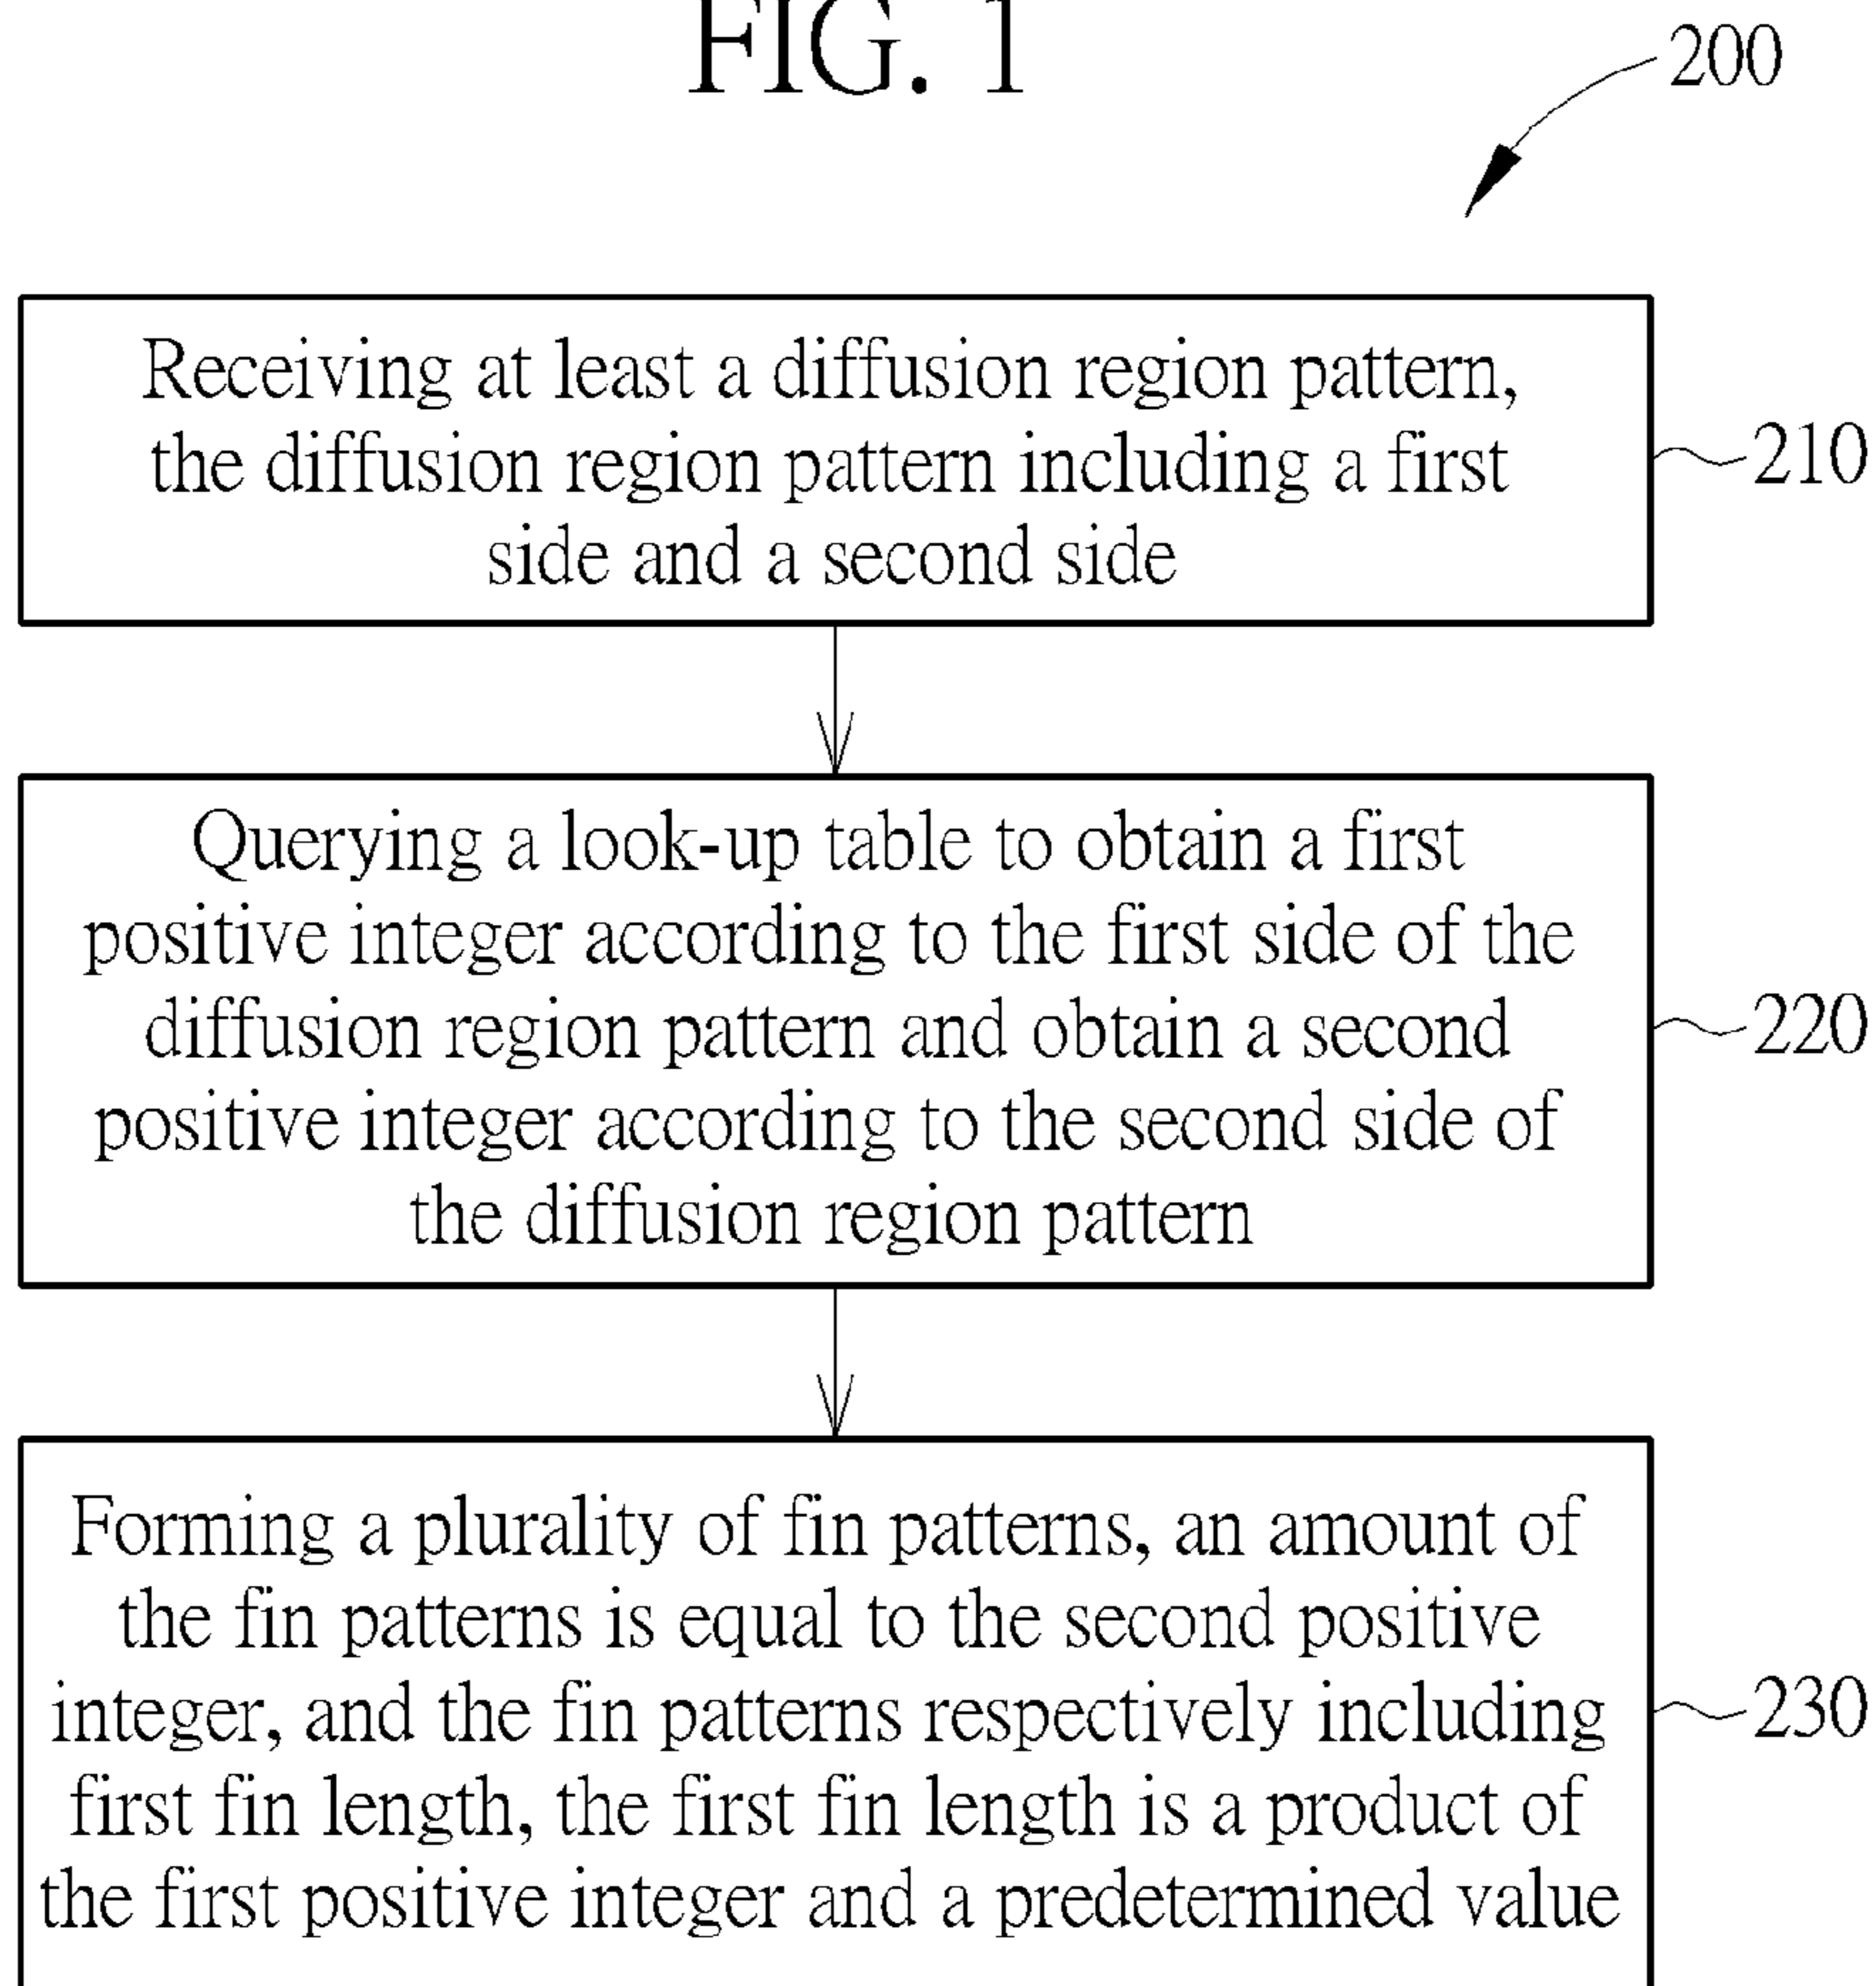 FIG. 1
200
Receiving at least a diffusion region pattern,
the diffusion region pattern including a first
side and a second side
210
Querying a look-up table to obtain a first
positive integer according to the first side of the
diffusion region pattern and obtain a second
positive integer according to the second side of
the diffusion region pattern
220
Forming a plurality of fin patterns, an amount of
the fin patterns is equal to the second positive
integer, and the fin patterns respectively including
first fin length, the first fin length is a product of
the first positive integer and a predetermined value
230